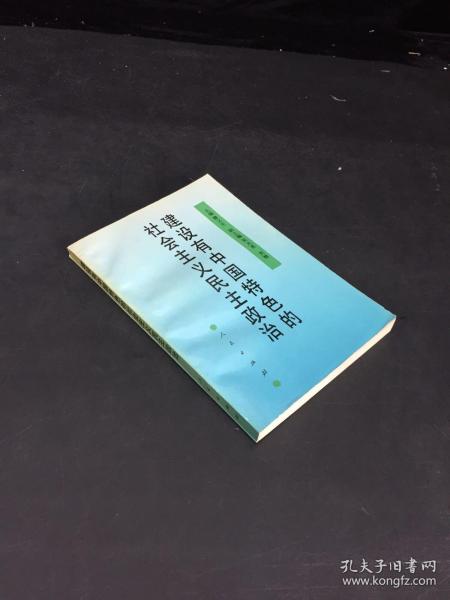 建设有中国特色的
社会主义民主政治
人民出版社
孔夫子旧书网
www.kongfz.com